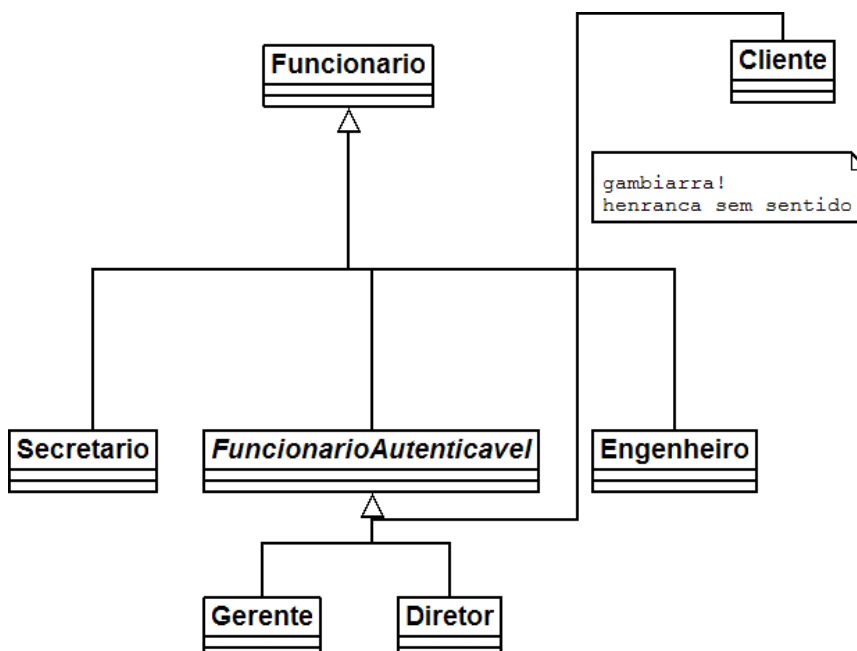 Funcionario
Cliente
gambiarra!
henranca sem sentido
Secretario
FuncionarioAutenticavel
Engenheiro
Gerente
Diretor